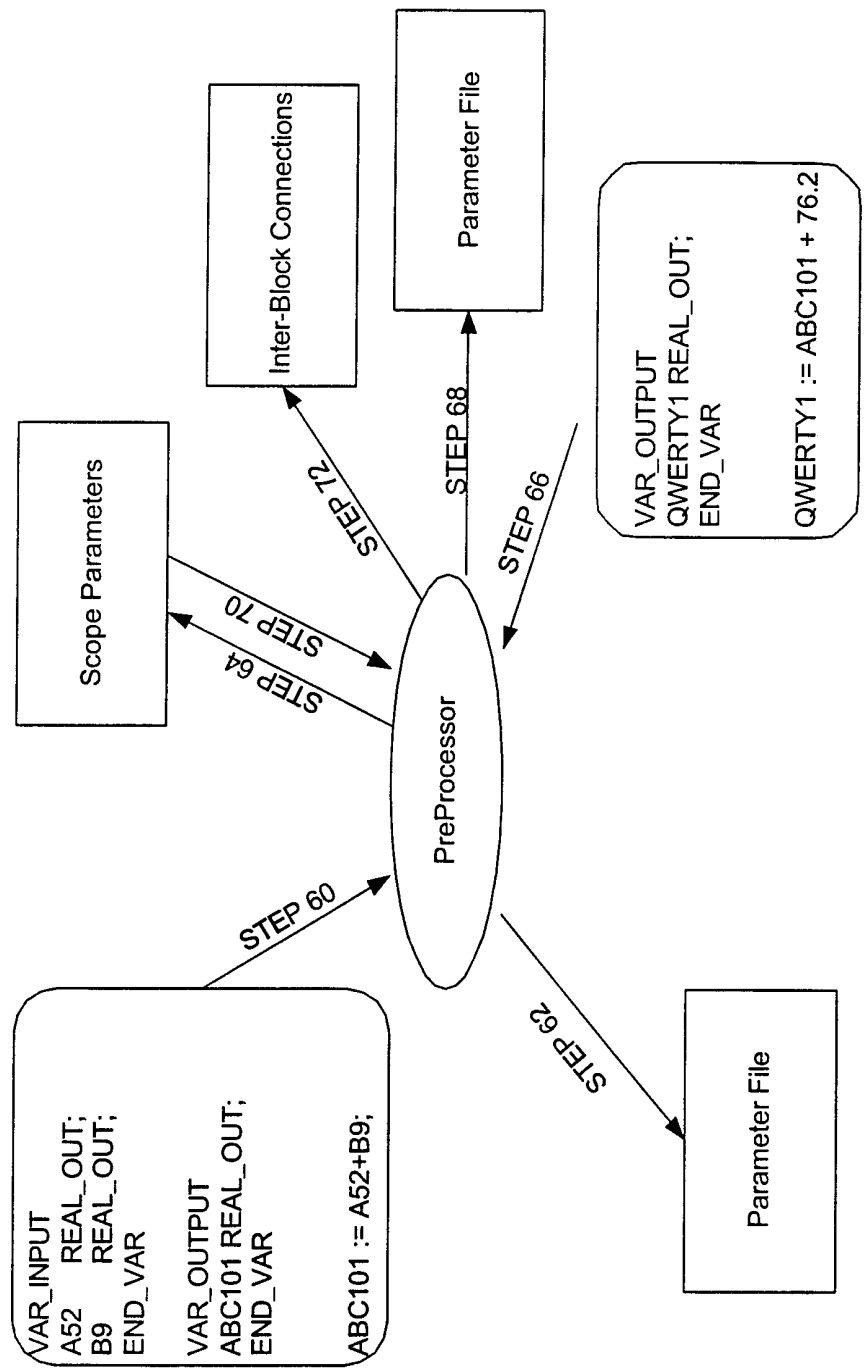 VAR_INPUT
A52 REAL_OUT;
B9 REAL_OUT;
END_VAR
VAR_OUTPUT
ABC101 REAL_OUT;
END_VAR
ABC101 := A52+B9;
STEP 60
Scope Parameters
STEP 64
STEP 70
Inter-Block Connections
STEP 72
PreProcessor
STEP 68
Parameter File
STEP 62
Parameter File
STEP 66
VAR_OUTPUT
QWERTY1 REAL_OUT;
END_VAR
QWERTY1 := ABC101 + 76.2